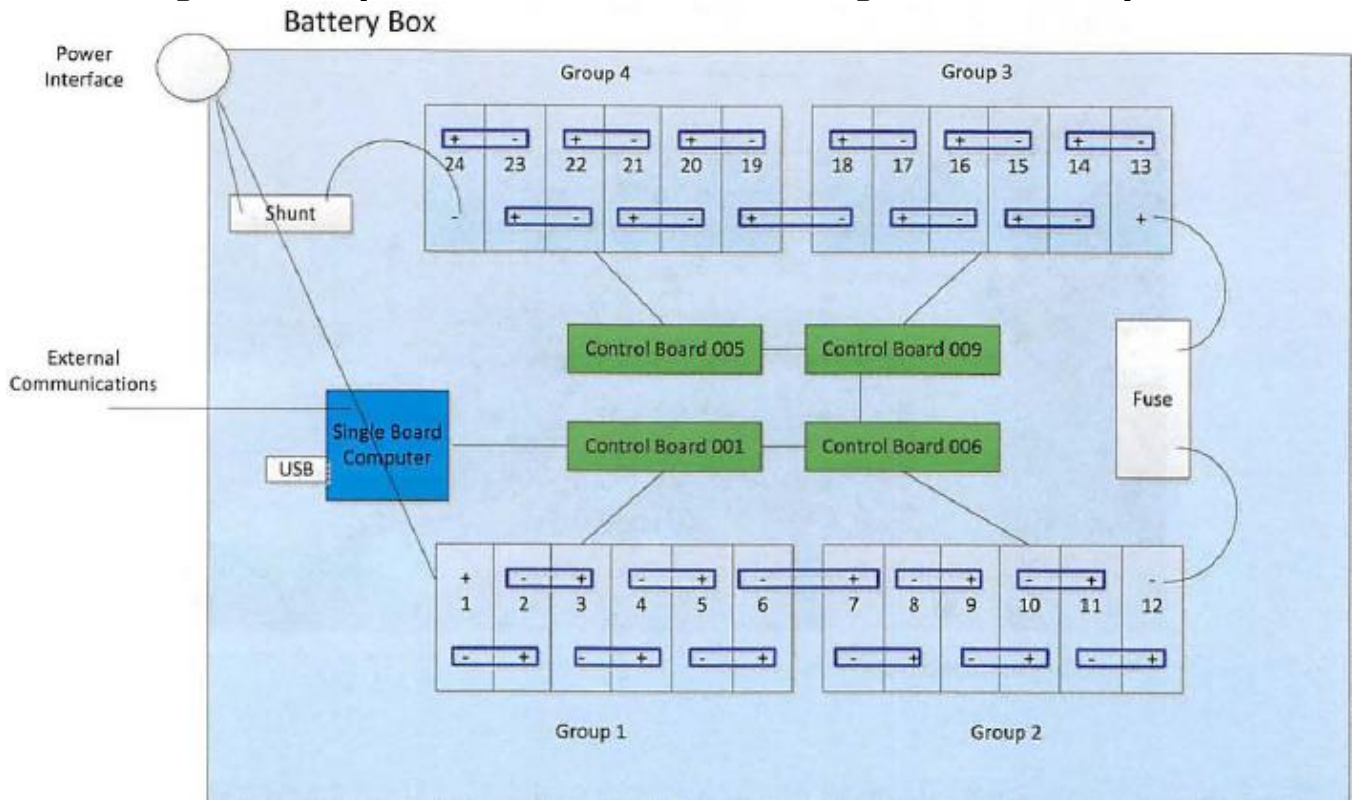 Battery Box
Power
Interface
Group 4
Group 3
+ - + - + -
+ - + - + -
24 23 22 21 20 19
18 17 16 15 14 13
Shunt
- + - + - +
- + - + - +
Control Board 005
Control Board 009
External
Communications
Fuse
Single Board
Computer
Control Board 001
Control Board 006
USB
+ - + - + -
+ - + - + -
1 2 3 4 5 6
7 8 9 10 11 12
- + - + - +
- + - + - +
Group 1
Group 2